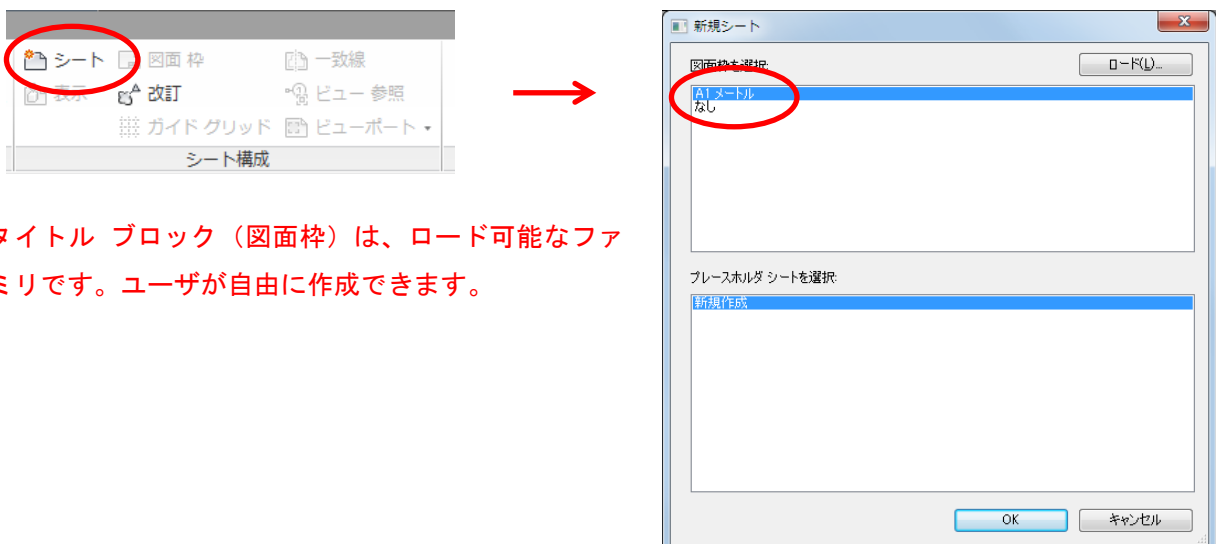 シート
図面 枠
一致線
表示
改訂
ビュー 参照
ガイド グリッド
ビューポート
シート構成
タイトル ブロック（図面枠）は、ロード可能なファ
ミリです。ユーザが自由に作成できます。
新規シート
図面枠を選択:
ロード(L)...
A1 メートル
なし
プレースホルダ シートを選択:
新規作成
OK
キャンセル